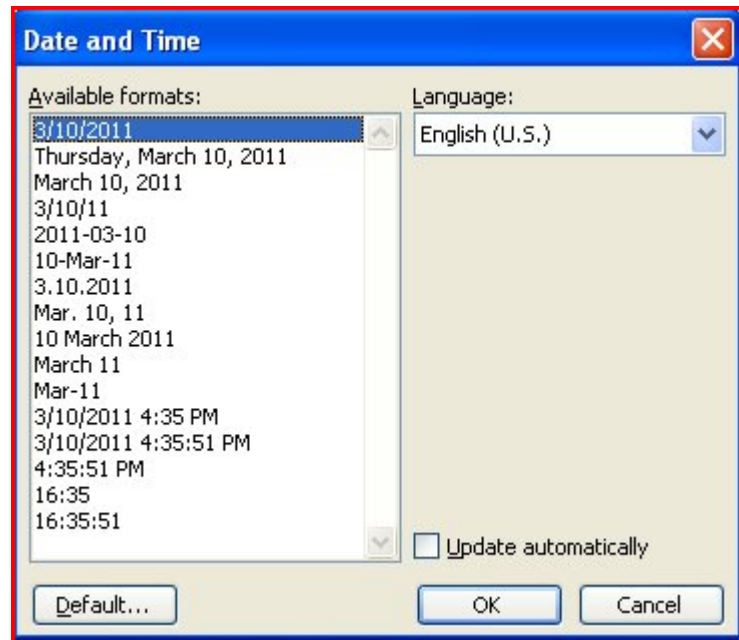 Date and Time
Available formats:
3/10/2011
Thursday, March 10, 2011
March 10, 2011
3/10/11
2011-03-10
10-Mar-11
3.10.2011
Mar. 10, 11
10 March 2011
March 11
Mar-11
3/10/2011 4:35 PM
3/10/2011 4:35:51 PM
4:35:51 PM
16:35
16:35:51
Language:
English (U.S.)
Update automatically
Default...
OK
Cancel